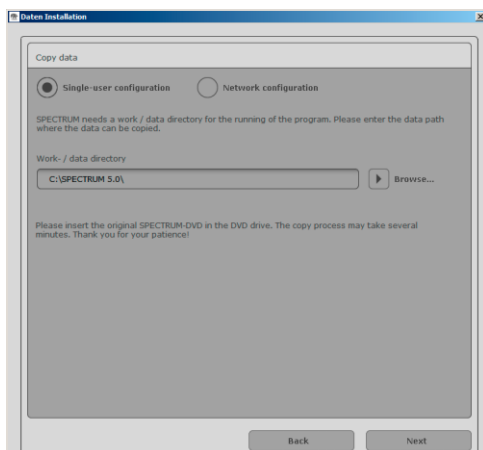 Daten Installation
Copy data
Single-user configuration Network configuration
SPECTRUM needs a work / data directory for the running of the program. Please enter the data path
where the data can be copied.
Work- / data directory
C:\SPECTRUM 5.0\ Browse...
Please insert the original SPECTRUM-DVD in the DVD drive. The copy process may take several
minutes. Thank you for your patience!
Back Next